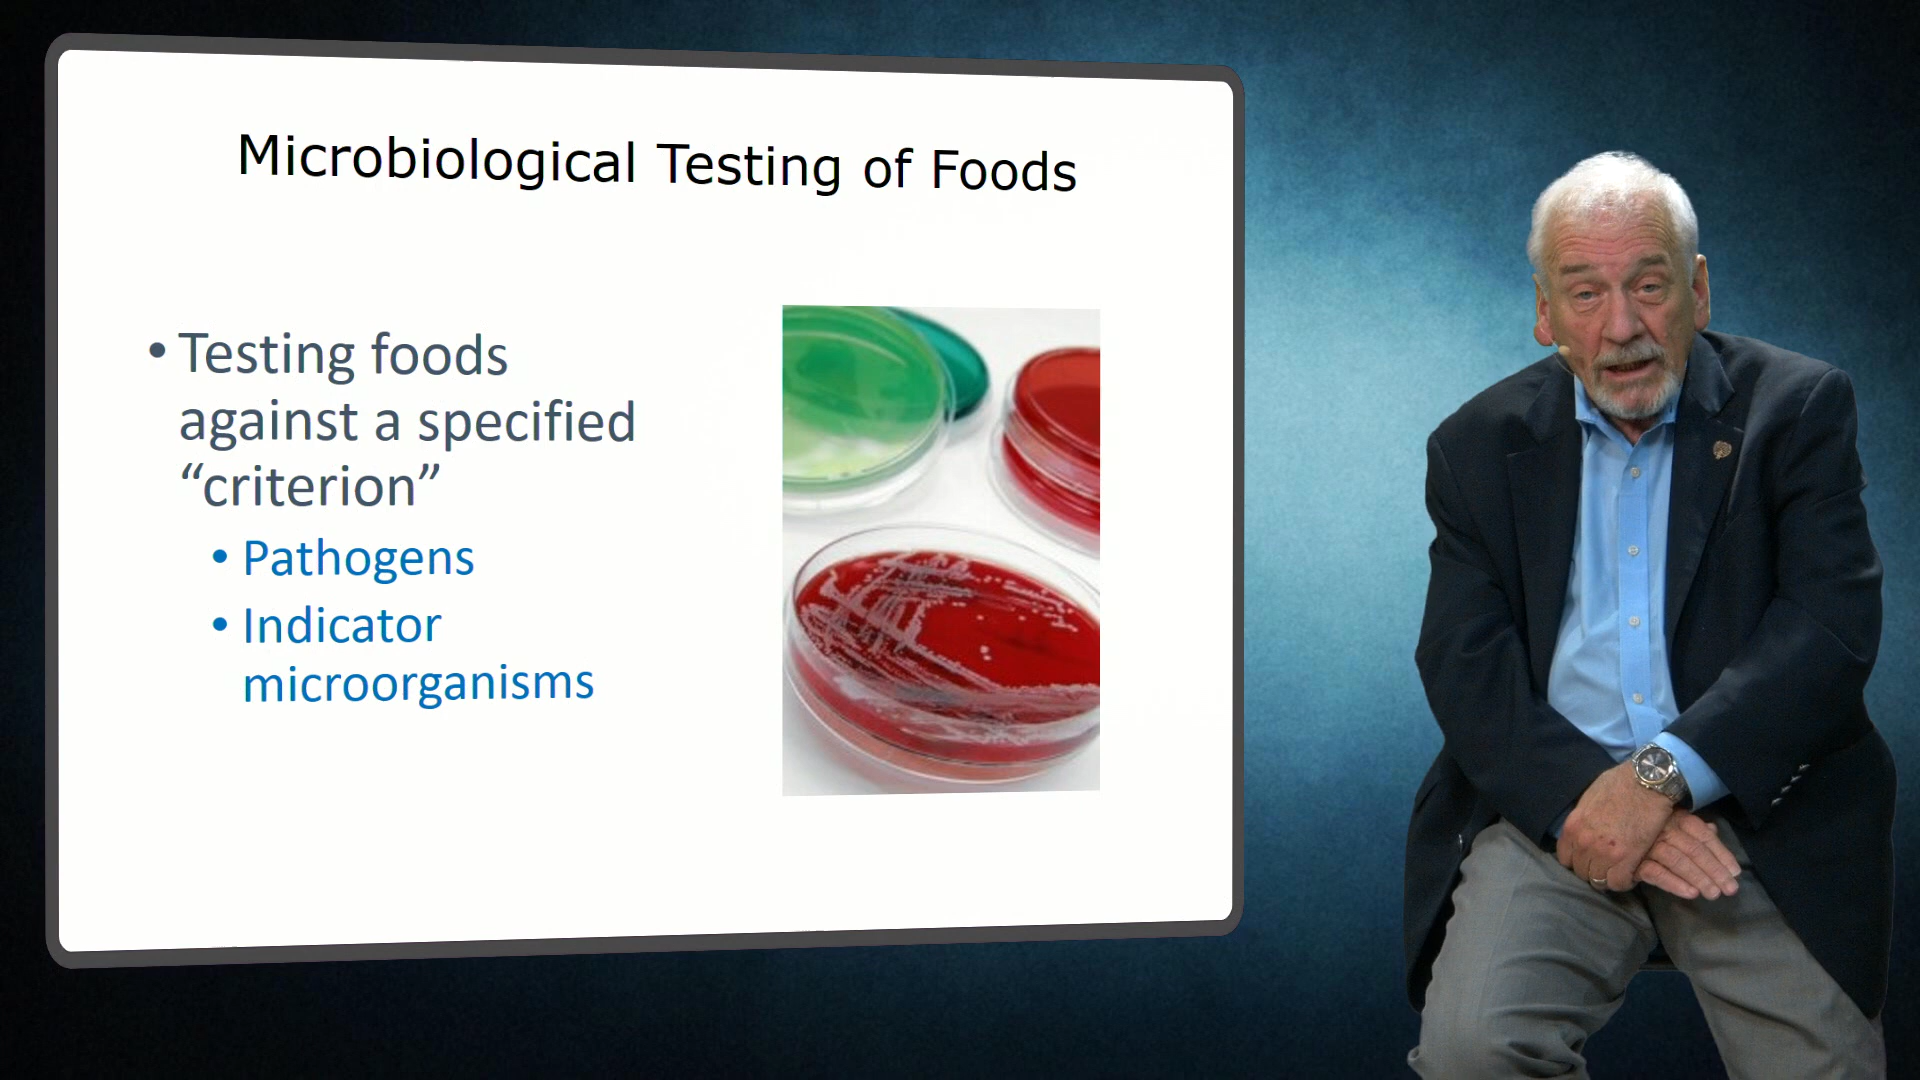 Microbiological Testing of Foods
• Testing foods
against a specified
“criterion”
• Pathogens
• Indicator
microorganisms